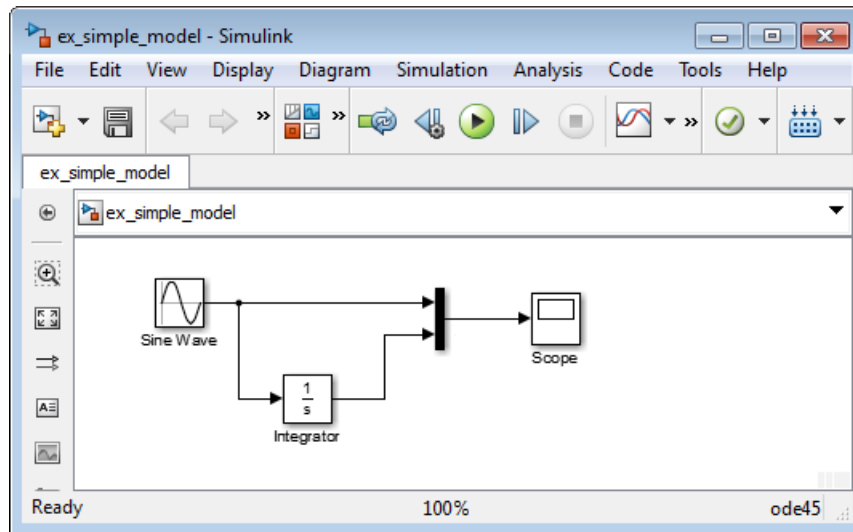 ex_simple_model - Simulink
File Edit View Display Diagram Simulation Analysis Code Tools Help
ex_simple_model
ex_simple_model
Sine Wave
1
s
Integrator
Scope
Ready 100% ode45